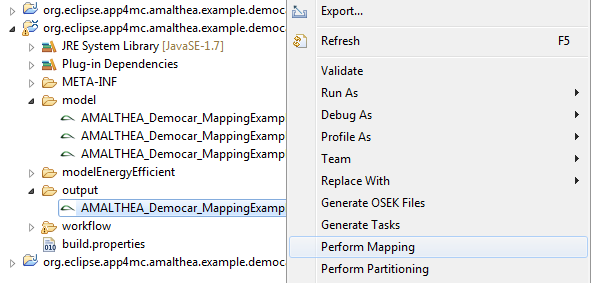 org.eclipse.app4mc.amalthea.example.democ
org.eclipse.app4mc.amalthea.example.democ
JRE System Library [JavaSE-1.7]
Plug-in Dependencies
META-INF
model
AMALTHEA_Democar_MappingExamp
AMALTHEA_Democar_MappingExamp
AMALTHEA_Democar_MappingExamp
modelEnergyEfficient
output
AMALTHEA_Democar_MappingExamp
workflow
010
build.properties
org.eclipse.app4mc.amalthea.example.democ
Export...
Refresh F5
Validate
Run As
Debug As
Profile As
Team
Replace With
Generate OSEK Files
Generate Tasks
Perform Mapping
Perform Partitioning